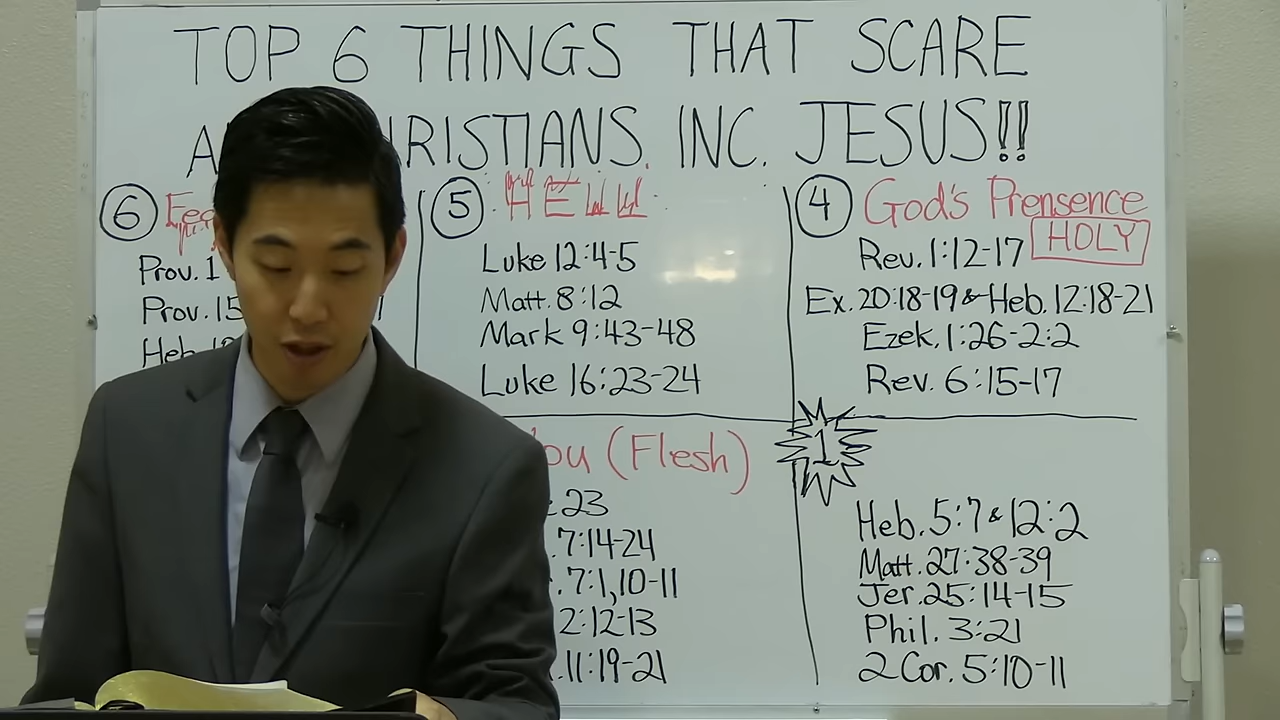 TOP 6 THINGS THAT SCARE
CHRISTIANS. INC. JESUS!!
6
Prov. 1
Prov. 15
Heb.
5 HELL
Luke 12:4-5
Matt. 8:12
Mark 9:43-48
Luke 16:23-24
4 God's Prensence
HOLY
Rev. 1:12-17
Ex. 20:18-19 & Heb. 12:18-21
Ezek. 1:26-2:2
Rev. 6:15-17
(Flesh)
23
7:14-24
7:1,10-11
2:12-13
11:19-21
1
Heb. 5:7 & 12:2
Matt. 27:38-39
Jer. 25:14-15
Phil. 3:21
2 Cor. 5:10-11